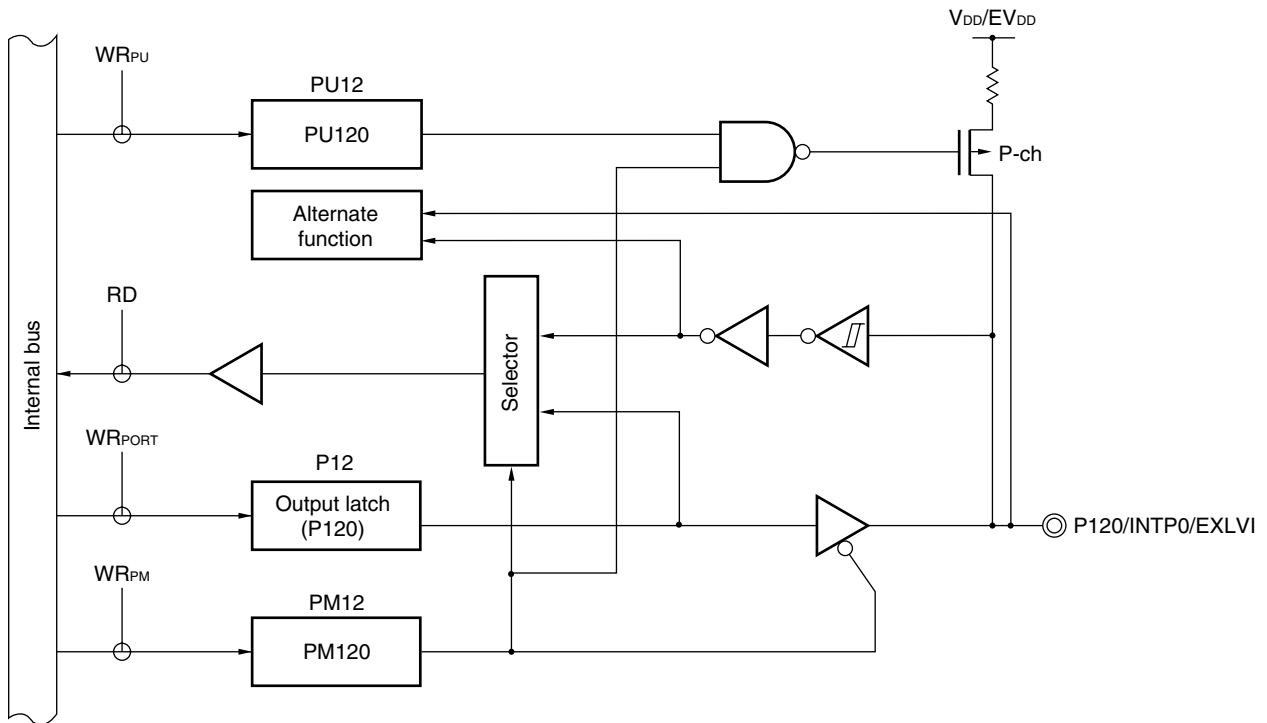 VDD/EVDD
WRPU
PU12
PU120
P-ch
Alternate
function
RD
Internal bus
Selector
WRPORT
P12
Output latch
(P120)
P120/INTP0/EXLVI
WRPM
PM12
PM120